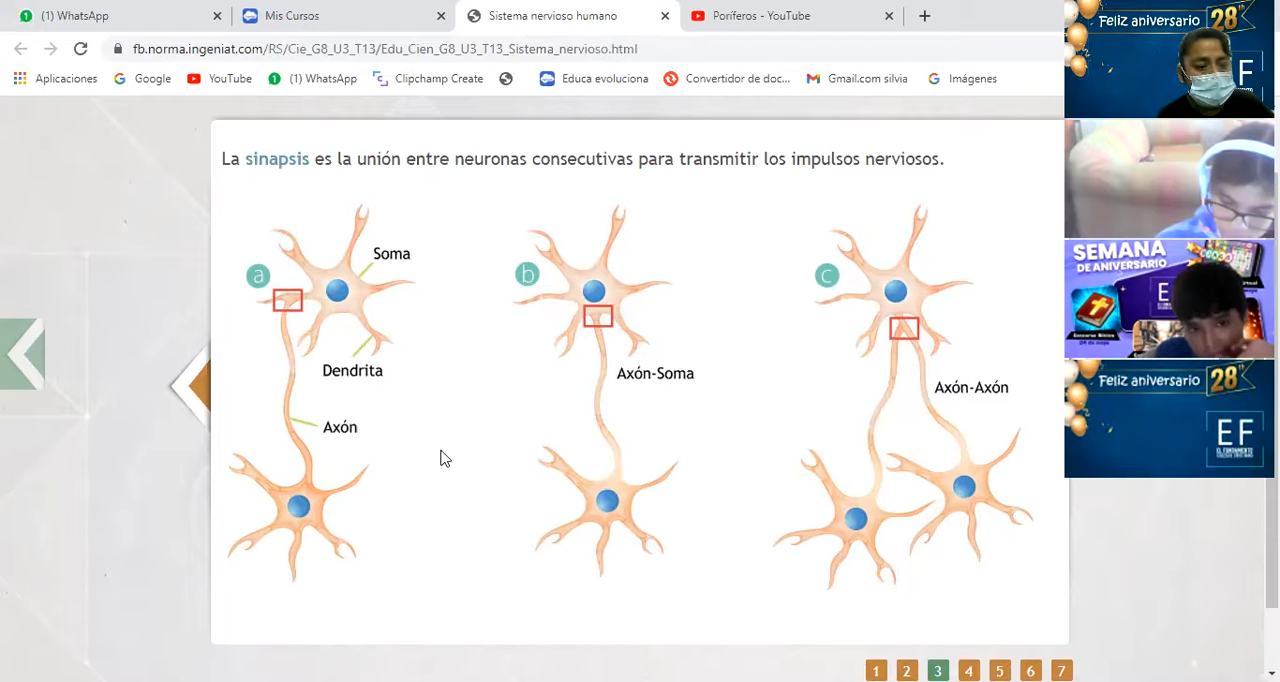 (1) WhatsApp
Mis Cursos
Sistema nervioso humano
Poríferos - YouTube
fb.norma.ingeniat.com/RS/Cie_G8_U3_T13/Edu_Cien_G8_U3_T13_Sistema_nervioso.html
Aplicaciones
Google
YouTube
(1) WhatsApp
Clipchamp Create
Educa evoluciona
Convertidor de doc...
Gmail.com silvia
Imágenes
La sinapsis es la unión entre neuronas consecutivas para transmitir los impulsos nerviosos.
a
Soma
Dendrita
Axón
b
Axón-Soma
c
Axón-Axón
1 2 3 4 5 6 7
Feliz aniversario 28
F
SEMANA
DE ANIVERSARIO
E
Feliz aniversario 28
EF